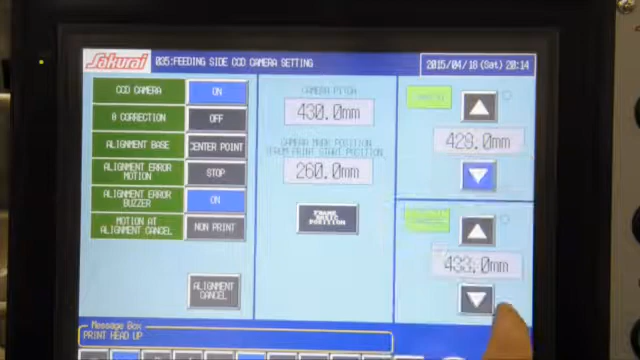 Sakurai
035:FEEDING SIDE CCD CAMERA SETTING
2015/04/18(Sat.) 20:14
CCD CAMERA
ON
θ CORRECTION
OFF
ALIGNMENT BASE
CENTER POINT
ALIGNMENT ERROR
MOTION
STOP
ALIGNMENT ERROR
BUZZER
ON
MOTION AT
ALIGNMENT CANCEL
NON PRINT
ALIGNMENT
CANCEL
CAMERA PITCH
430.0mm
CAMERA MARK POSITION
(FROM PRINT START POSITION)
260.0mm
FRAME
BASIC
POSITION
429.0mm
433.0mm
Message Box
PRINT HEAD UP